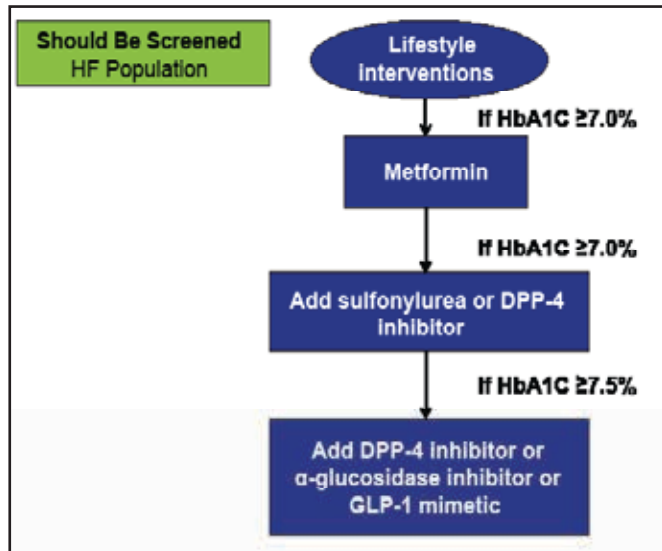 Should Be Screened
HF Population
Lifestyle
interventions
If HbA1C ≥7.0%
Metformin
If HbA1C ≥7.0%
Add sulfonylurea or DPP-4
inhibitor
If HbA1C ≥7.5%
Add DPP-4 inhibitor or
α-glucosidase inhibitor or
GLP-1 mimetic